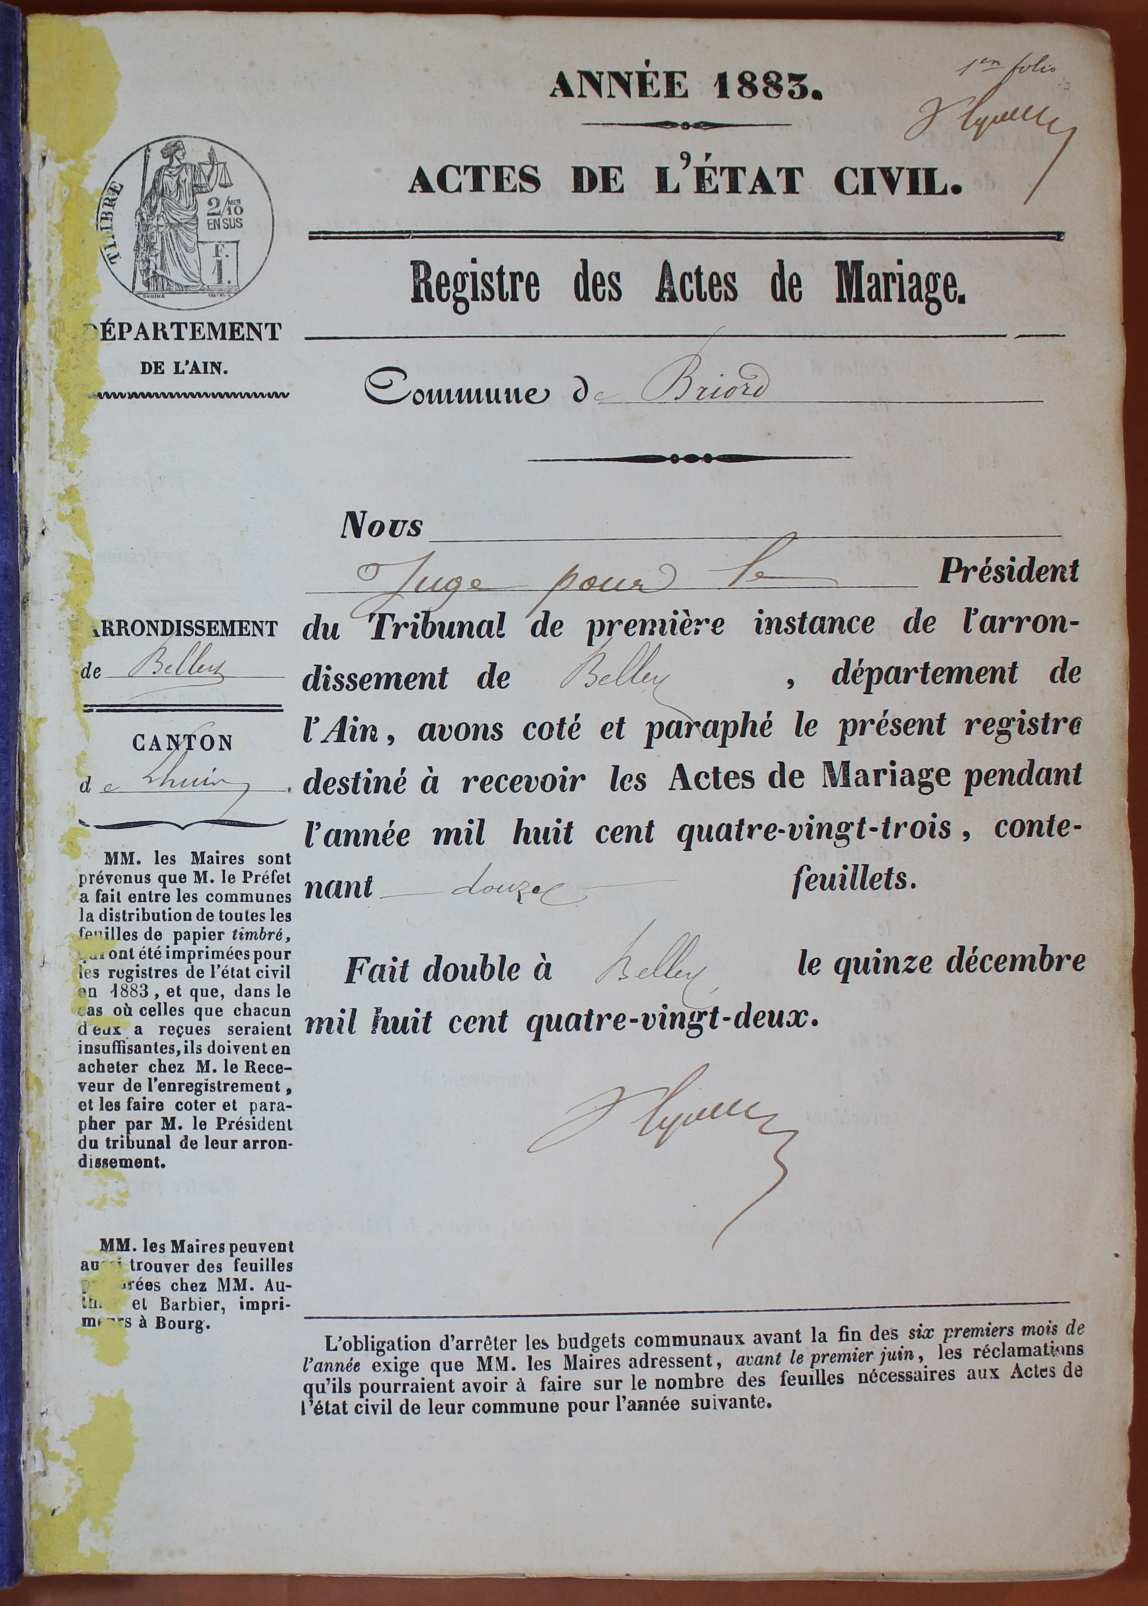 1er folio
ANNÉE 1883.
ACTES DE L'ÉTAT CIVIL.
TIMBRE
2/10 EN SUS
F.
1.
Registre des Actes de Mariage.
DÉPARTEMENT
DE L'AIN.
Commune de Briord
Nous
Juge pour le Président
ARRONDISSEMENT
de Belley
CANTON
de Lhuis.
du Tribunal de première instance de l'arron-
dissement de Belley, département de
l'Ain, avons coté et paraphé le présent registre
destiné à recevoir les Actes de Mariage pendant
l'année mil huit cent quatre-vingt-trois, conte-
nant douze feuillets.
Fait double à Belley le quinze décembre
mil huit cent quatre-vingt-deux.
MM. les Maires sont
prévenus que M. le Préfet
a fait entre les communes
la distribution de toutes les
feuilles de papier timbré,
qui ont été imprimées pour
les registres de l'état civil
en 1883, et que, dans le
cas où celles que chacun
d'eux a reçues seraient
insuffisantes, ils doivent en
acheter chez M. le Rece-
veur de l'enregistrement,
et les faire coter et para-
pher par M. le Président
du tribunal de leur arron-
dissement.
MM. les Maires peuvent
aussi trouver des feuilles
chez MM. Au-
et Barbier, impri-
meurs à Bourg.
L'obligation d'arrêter les budgets communaux avant la fin des six premiers mois de
l'année exige que MM. les Maires adressent, avant le premier juin, les réclamations
qu'ils pourraient avoir à faire sur le nombre des feuilles nécessaires aux Actes de
l'état civil de leur commune pour l'année suivante.